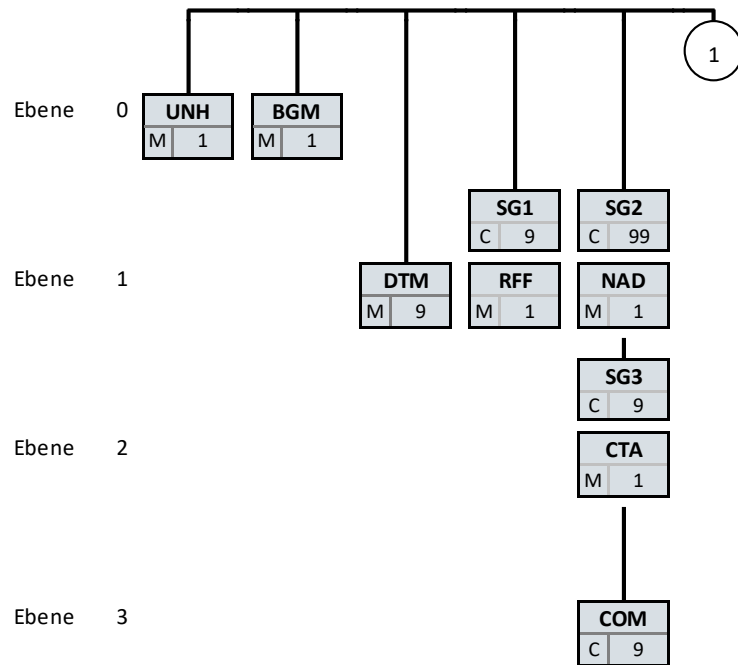 1
Ebene 0 UNH BGM
M 1 M 1
SG1 SG2
C 9 C 99
Ebene 1 DTM RFF NAD
M 9 M 1 M 1
SG3
C 9
Ebene 2 CTA
M 1
Ebene 3 COM
C 9